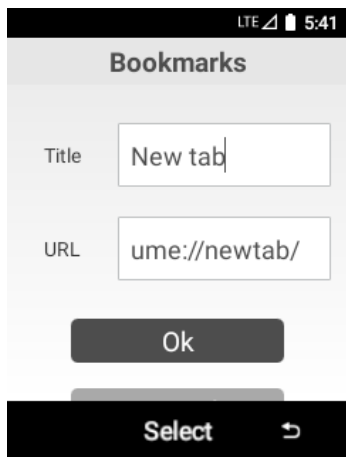 LTE 5:41
Bookmarks
Title New tab
URL ume://newtab/
Ok
Select